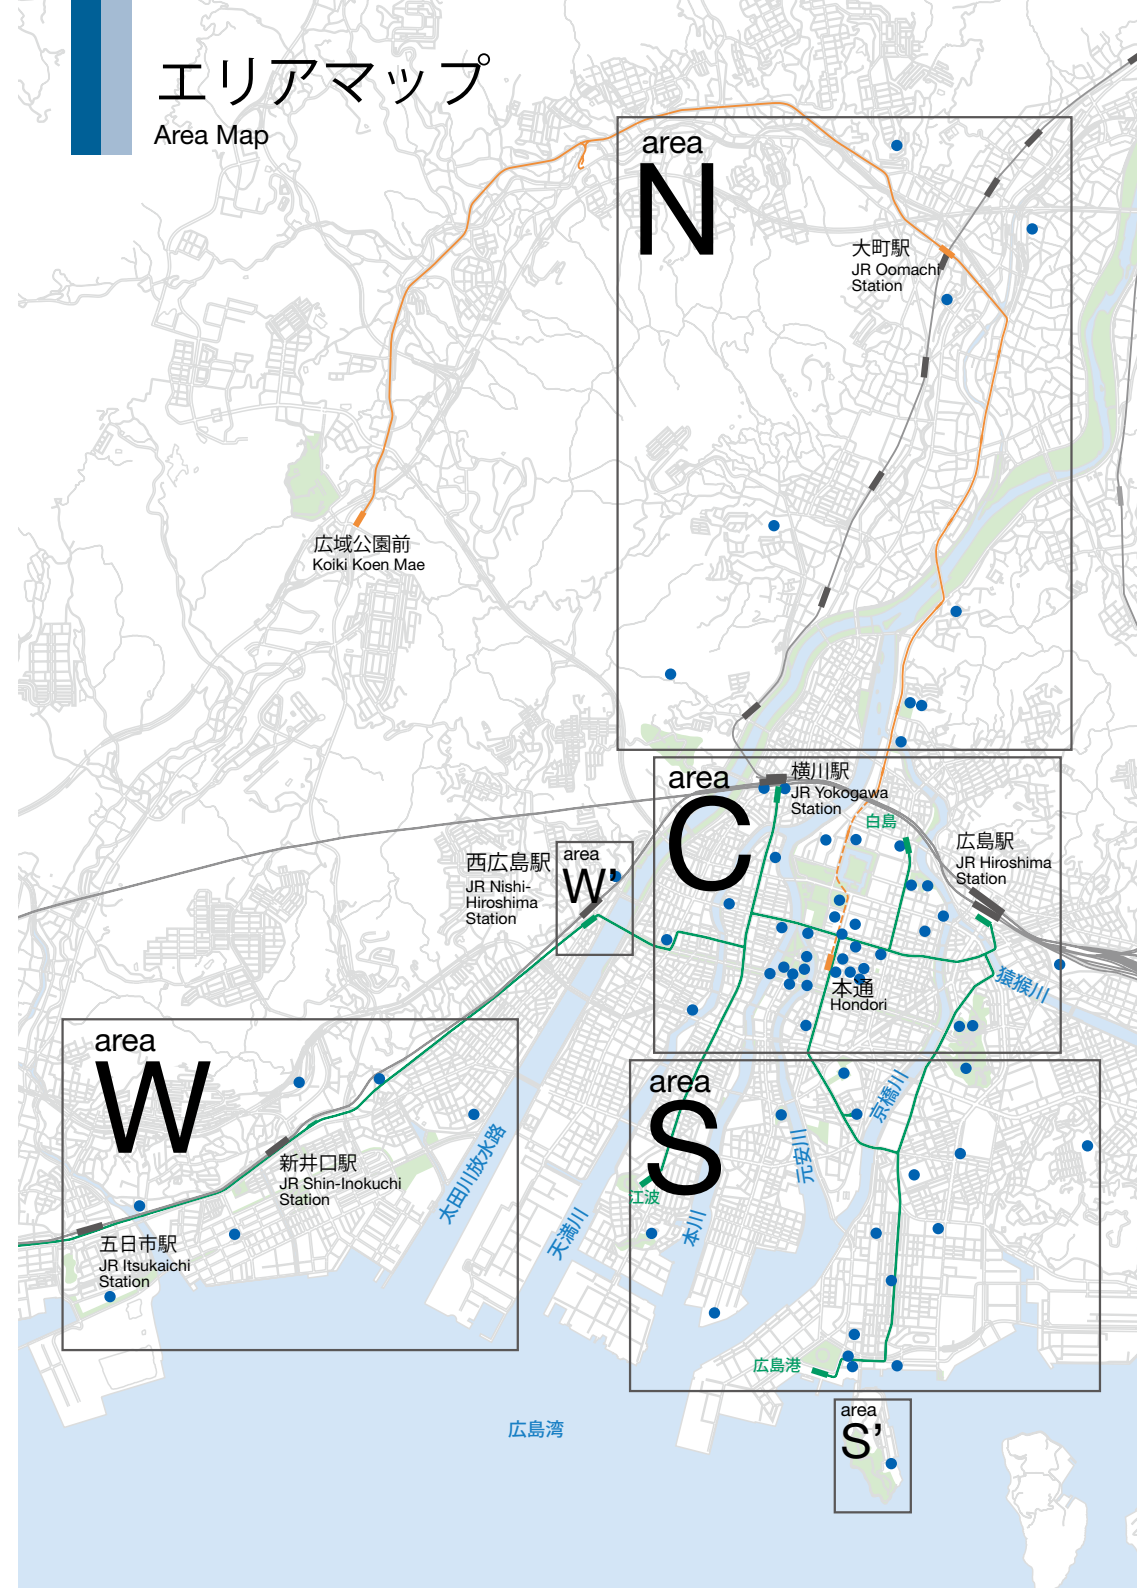 エリアマップ
Area Map
area
N
大町駅
JR Oomachi
Station
広域公園前
Koiki Koen Mae
area
C
横川駅
JR Yokogawa
Station
白島
広島駅
JR Hiroshima
Station
西広島駅
JR Nishi-
Hiroshima
Station
area
W'
本通
Hondori
猿猴川
area
W
新井口駅
JR Shin-Inokuchi
Station
五日市駅
JR Itsukaichi
Station
太田川放水路
天満川
area
S
江波
本川
元安川
京橋川
広島港
広島湾
area
S’